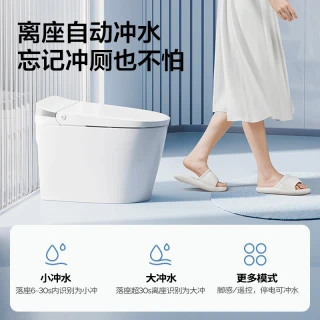 离座自动冲水
忘记冲厕也不怕
小冲水
落座6-30s内识别为小冲
大冲水
落座超30s离座识别为大冲
更多模式
脚感/遥控，停电可冲水